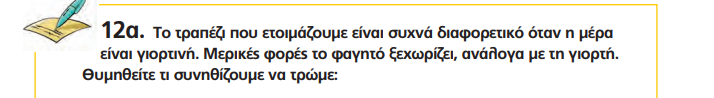 12α. Το τραπέζι που ετοιμάζουμε είναι συχνά διαφορετικό όταν η μέρα
είναι γιορτινή. Μερικές φορές το φαγητό ξεχωρίζει, ανάλογα με τη γιορτή.
Θυμηθείτε τι συνηθίζουμε να τρώμε: